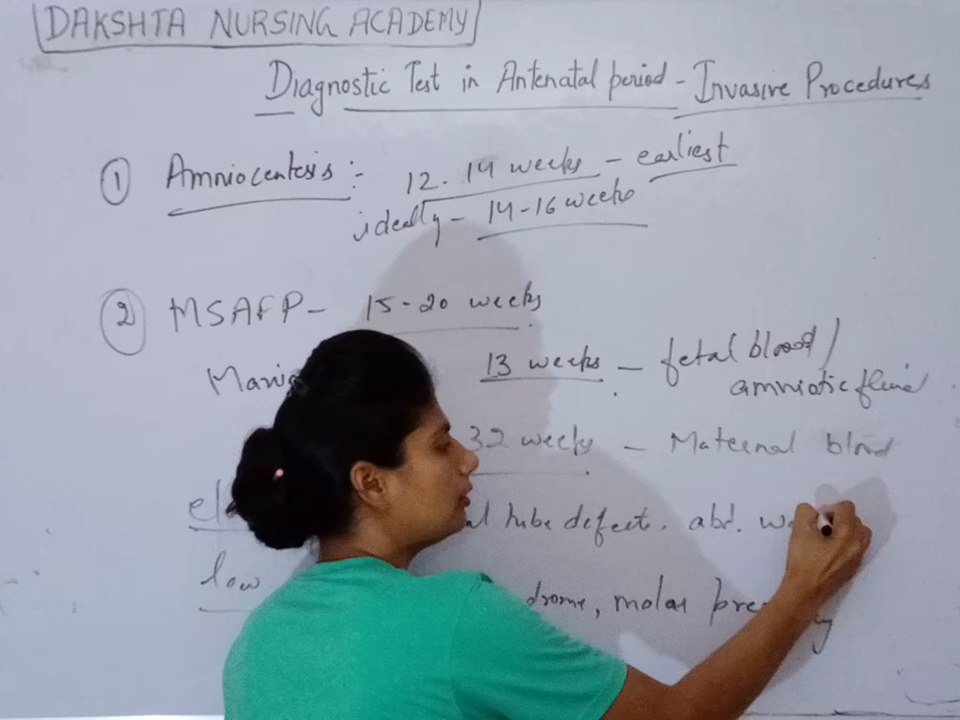 DAKSHTA NURSING ACADEMY
Diagnostic Test in Antenatal period - Invasive Procedures
① Amniocentesis :- 12-14 weeks - earliest
ideally - 14-16 weeks
② MSAFP - 15-20 weeks
13 weeks - fetal blood/
amniotic fluid
32 weeks - Maternal blood
tube defect. abd.
low drome, molar